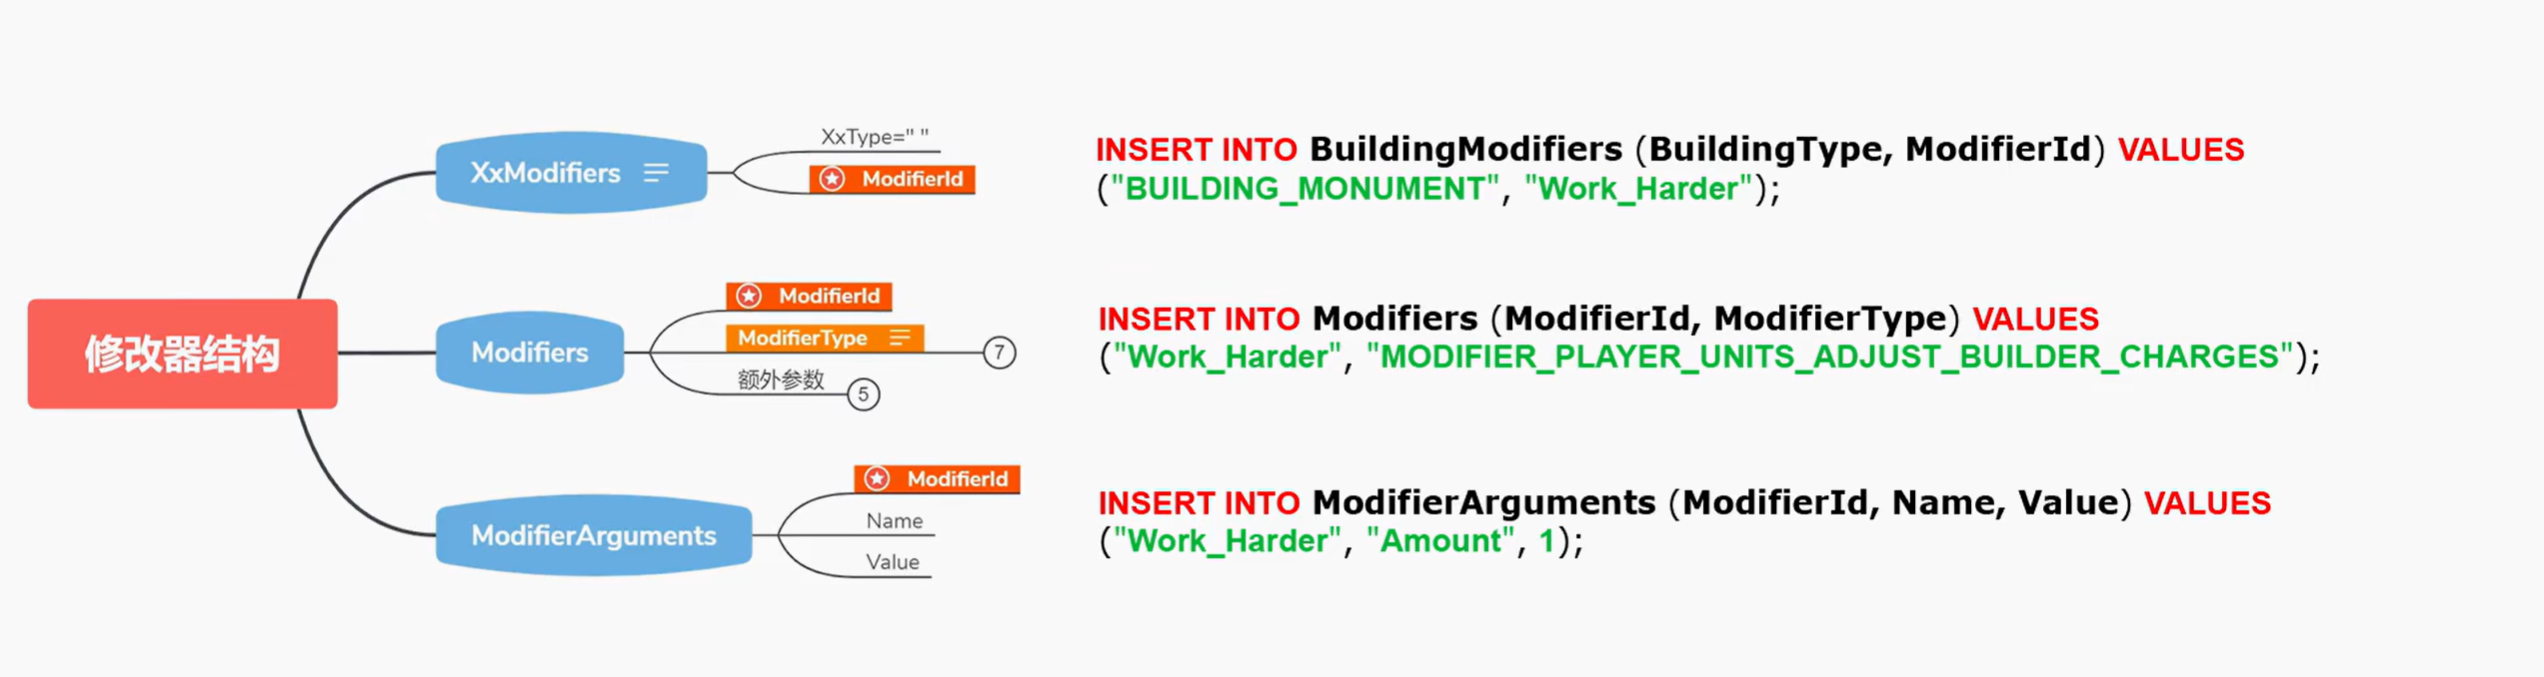 修改器结构
XxModifiers
XxType=" "
ModifierId
Modifiers
ModifierId
ModifierType
7
额外参数
5
ModifierArguments
ModifierId
Name
Value
INSERT INTO BuildingModifiers (BuildingType, ModifierId) VALUES
("BUILDING_MONUMENT", "Work_Harder");
INSERT INTO Modifiers (ModifierId, ModifierType) VALUES
("Work_Harder", "MODIFIER_PLAYER_UNITS_ADJUST_BUILDER_CHARGES");
INSERT INTO ModifierArguments (ModifierId, Name, Value) VALUES
("Work_Harder", "Amount", 1);